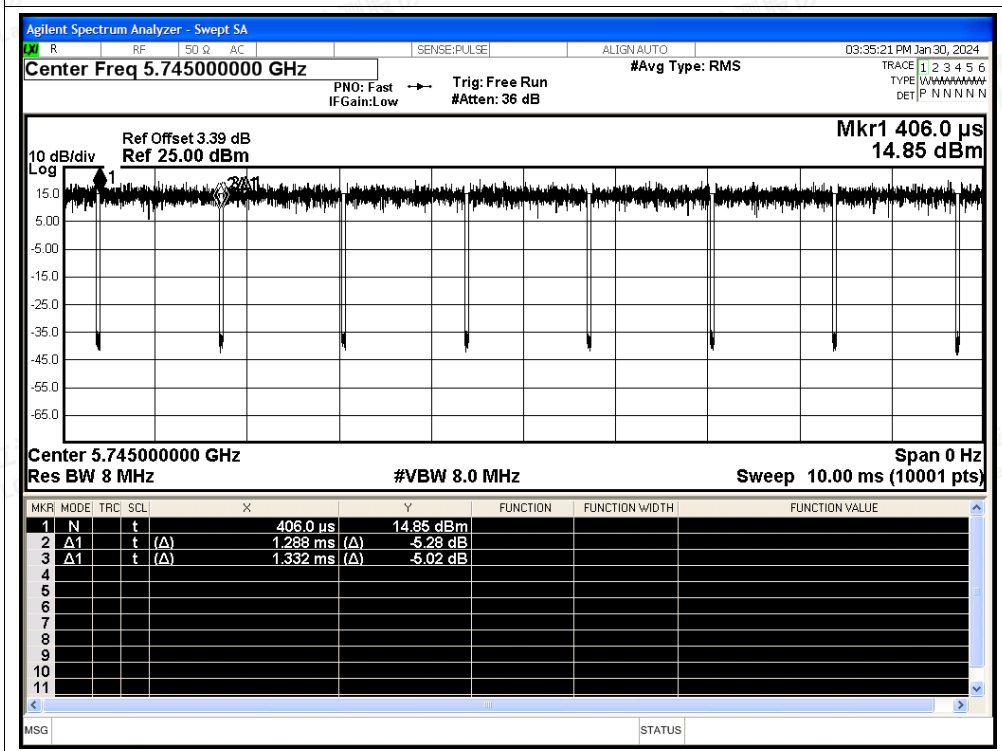 Agilent Spectrum Analyzer - Swept SA
LXI R RF 50 Ω AC SENSE:PULSE ALIGN AUTO 03:35:21 PM Jan 30, 2024
Center Freq 5.745000000 GHz #Avg Type: RMS TRACE 1 2 3 4 5 6
PNO: Fast Trig: Free Run TYPE WWWWWW
IFGain:Low #Atten: 36 dB DET P N N N N N
Mkr1 406.0 µs
Ref Offset 3.39 dB
10 dB/div Ref 25.00 dBm 14.85 dBm
Log
1
15.0
5.00
-5.00
-15.0
-25.0
-35.0
-45.0
-55.0
-65.0
Center 5.745000000 GHz Span 0 Hz
Res BW 8 MHz #VBW 8.0 MHz Sweep 10.00 ms (10001 pts)
MKR MODE TRC SCL X Y FUNCTION FUNCTION WIDTH FUNCTION VALUE
1 N t 406.0 µs 14.85 dBm
2 Δ1 t (Δ) 1.288 ms (Δ) -5.28 dB
3 Δ1 t (Δ) 1.332 ms (Δ) -5.02 dB
4
5
6
7
8
9
10
11
MSG STATUS